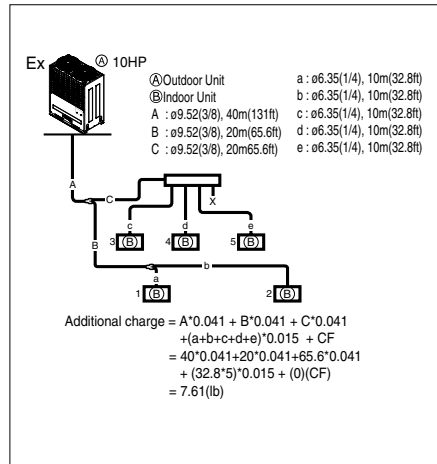 Ex Ⓐ 10HP
ⒶOutdoor Unit
ⒷIndoor Unit
A : ø9.52(3/8), 40m(131ft)
B : ø9.52(3/8), 20m(65.6ft)
C : ø9.52(3/8), 20m65.6ft)
a : ø6.35(1/4), 10m(32.8ft)
b : ø6.35(1/4), 10m(32.8ft)
c : ø6.35(1/4), 10m(32.8ft)
d : ø6.35(1/4), 10m(32.8ft)
e : ø6.35(1/4), 10m(32.8ft)
A
C
X
c
d
e
3 Ⓑ
4 Ⓑ
5 Ⓑ
B
b
a
1 Ⓑ
2 Ⓑ
Additional charge = A*0.041 + B*0.041 + C*0.041
+(a+b+c+d+e)*0.015 + CF
= 40*0.041+20*0.041+65.6*0.041
+ (32.8*5)*0.015 + (0)(CF)
= 7.61(lb)